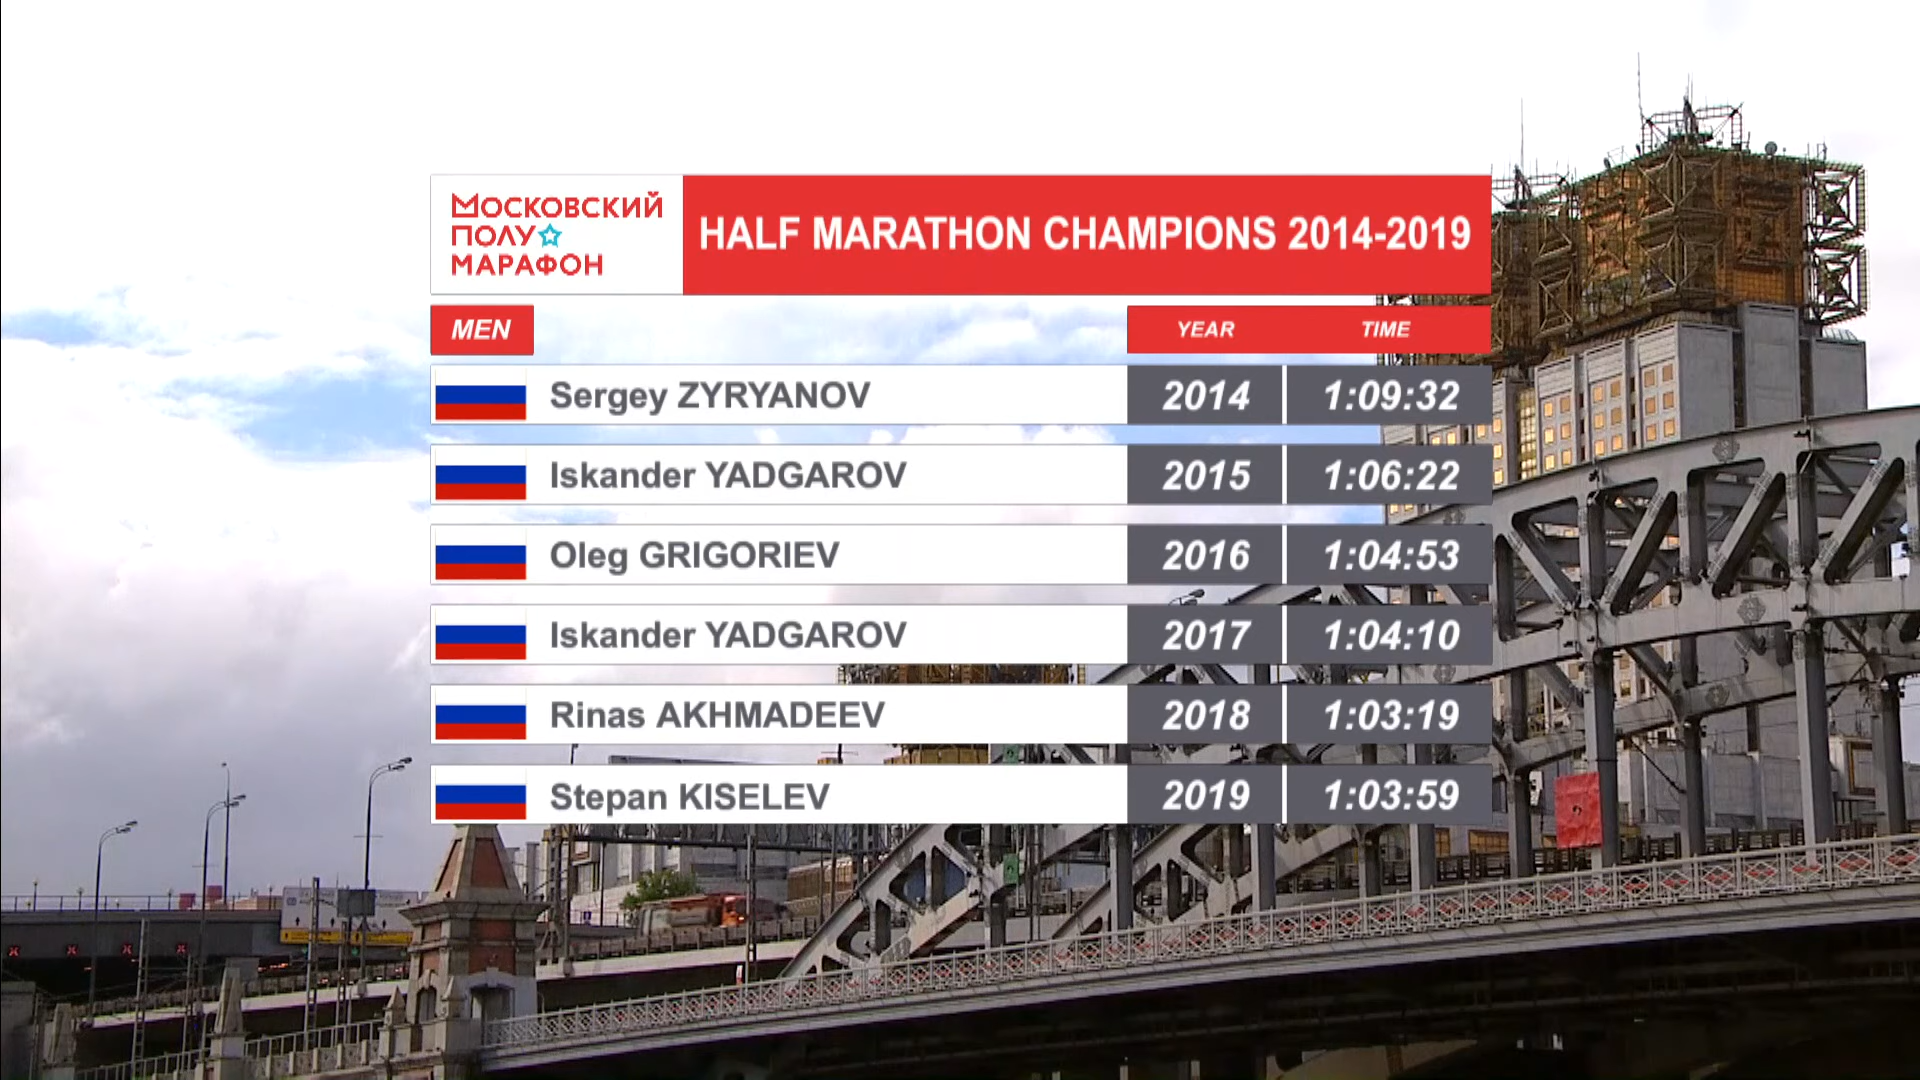 МОСКОВСКИЙ
ПОЛУ
МАРАФОН
HALF MARATHON CHAMPIONS 2014-2019
MEN YEAR TIME
Sergey ZYRYANOV 2014 1:09:32
Iskander YADGAROV 2015 1:06:22
Oleg GRIGORIEV 2016 1:04:53
Iskander YADGAROV 2017 1:04:10
Rinas AKHMADEEV 2018 1:03:19
Stepan KISELEV 2019 1:03:59